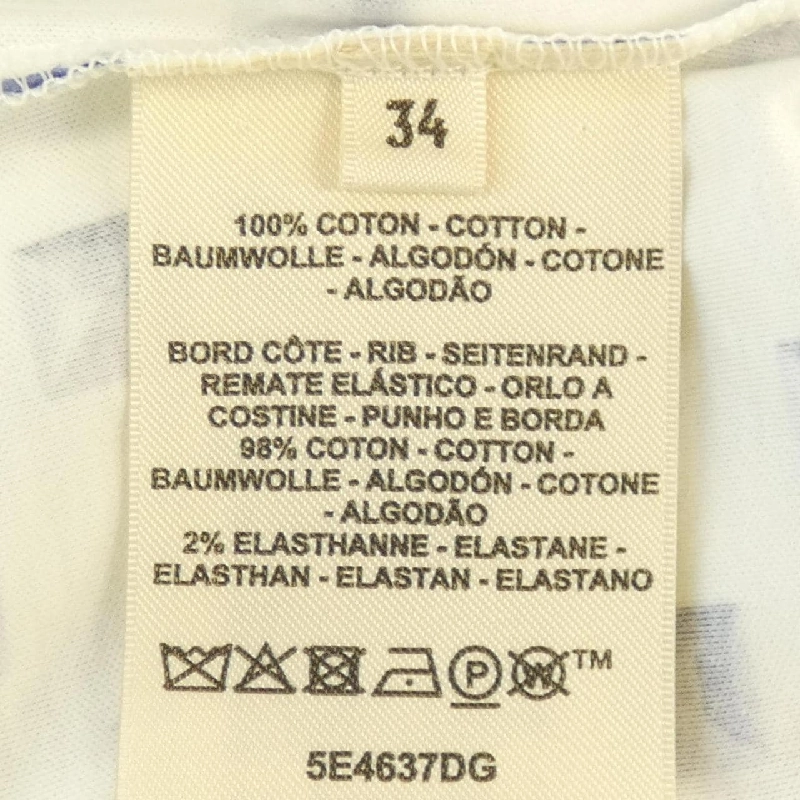 34
100% COTON - COTTON -
BAUMWOLLE - ALGODÓN - COTONE
- ALGODÃO
BORD CÔTE - RIB - SEITENRAND -
REMATE ELÁSTICO - ORLO A
COSTINE - PUNHO E BORDA
98% COTON - COTTON -
BAUMWOLLE - ALGODÓN - COTONE
- ALGODÃO
2% ELASTHANNE - ELASTANE -
ELASTHAN - ELASTAN - ELASTANO
P W TM
5E4637DG